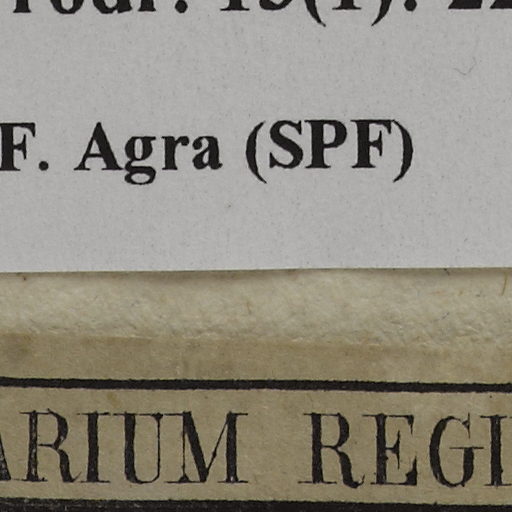 F. Agra (SPF)
ARIUM REGI